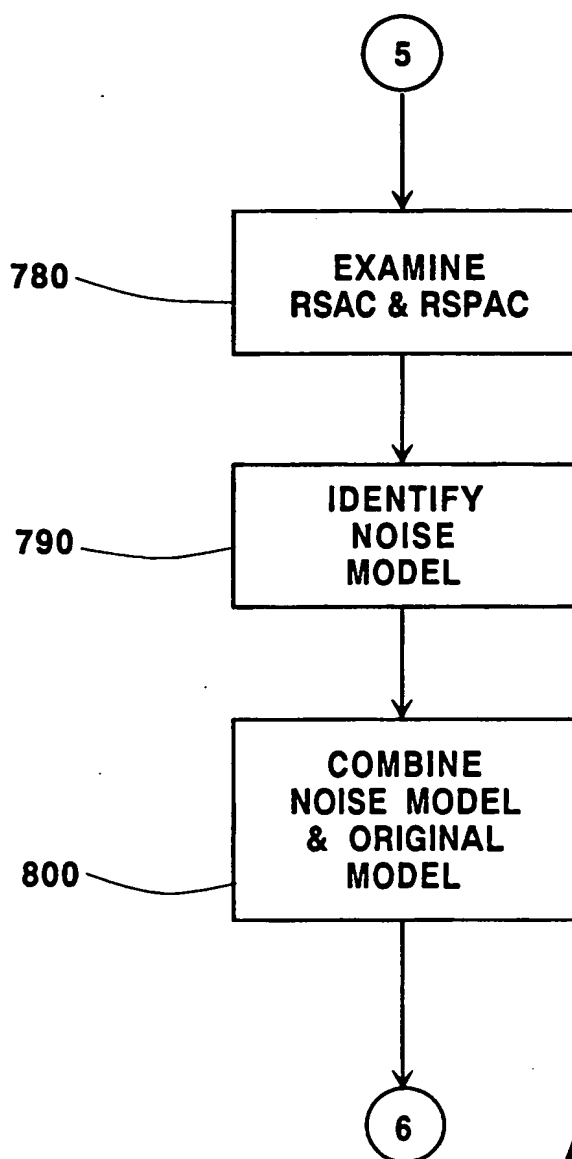 5
780
EXAMINE
RSAC & RSPAC
790
IDENTIFY
NOISE
MODEL
COMBINE
NOISE MODEL
& ORIGINAL
MODEL
800
6